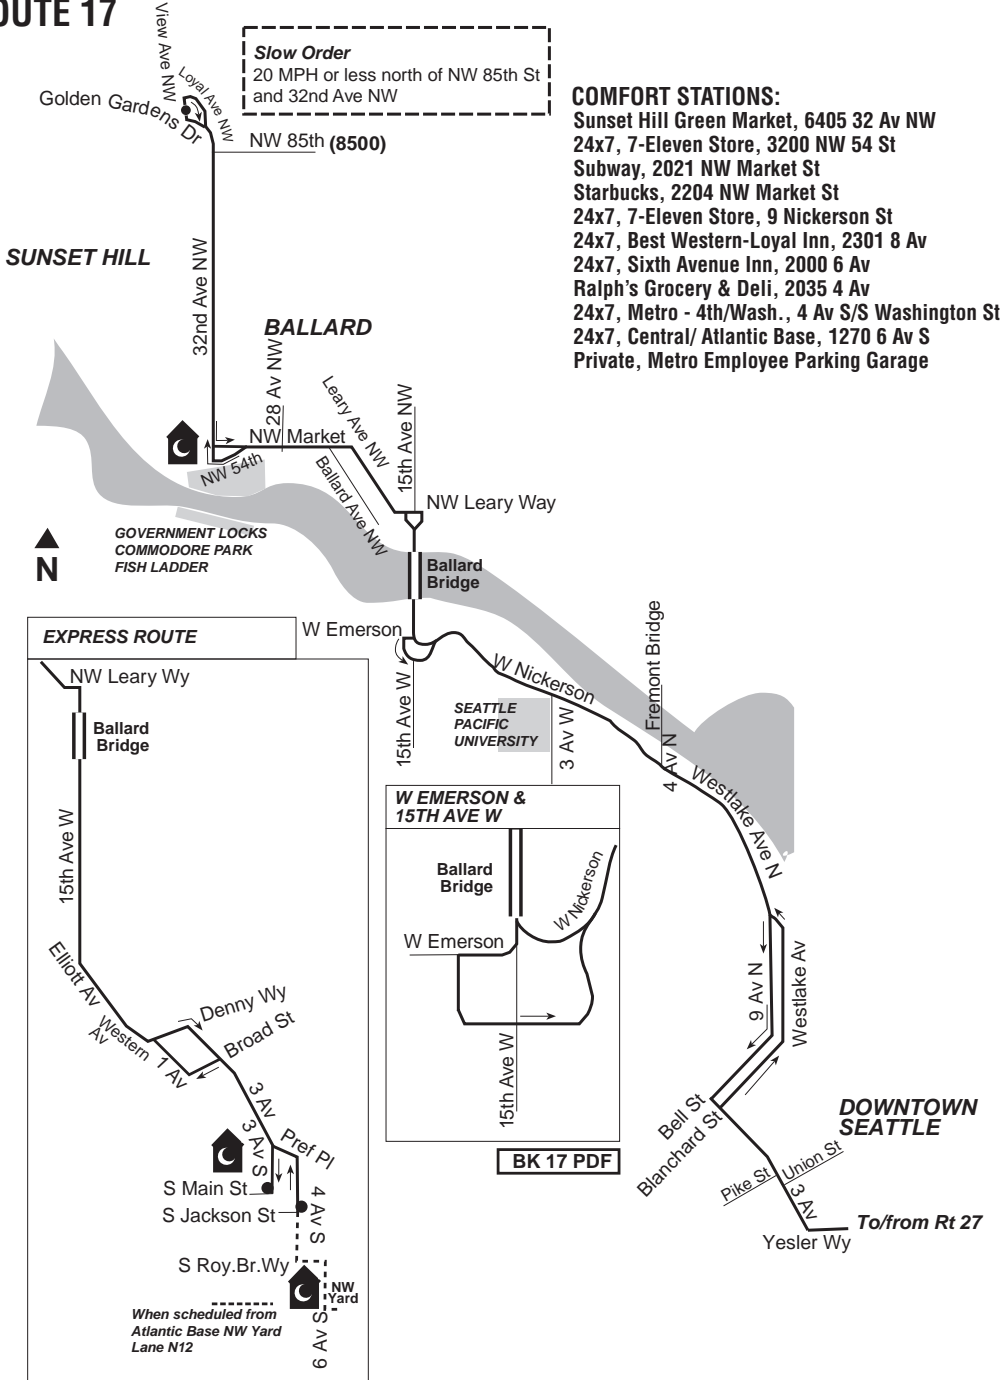 OUTE 17
View Ave NW
Loyal Ave NW
Golden Gardens Dr
Slow Order
20 MPH or less north of NW 85th St
and 32nd Ave NW
NW 85th (8500)
COMFORT STATIONS:
Sunset Hill Green Market, 6405 32 Av NW
24x7, 7-Eleven Store, 3200 NW 54 St
Subway, 2021 NW Market St
Starbucks, 2204 NW Market St
24x7, 7-Eleven Store, 9 Nickerson St
24x7, Best Western-Loyal Inn, 2301 8 Av
24x7, Sixth Avenue Inn, 2000 6 Av
Ralph's Grocery & Deli, 2035 4 Av
24x7, Metro - 4th/Wash., 4 Av S/S Washington St
24x7, Central/ Atlantic Base, 1270 6 Av S
Private, Metro Employee Parking Garage
SUNSET HILL
32nd Ave NW
BALLARD
28 Av NW
Leary Ave NW
15th Ave NW
NW Market
NW 54th
Ballard Ave NW
NW Leary Way
GOVERNMENT LOCKS
COMMODORE PARK
FISH LADDER
N
Ballard
Bridge
W Emerson
15th Ave W
W Nickerson
SEATTLE
PACIFIC
UNIVERSITY
3 Av W
Fremont Bridge
4 Av N
Westlake Ave N
9 Av N
Westlake Av
Bell St
Blanchard St
DOWNTOWN
SEATTLE
Pike St
Union St
3 Av
To/from Rt 27
Yesler Wy
EXPRESS ROUTE
NW Leary Wy
Ballard
Bridge
15th Ave W
Elliott Av
Western
Av
Denny Wy
Broad St
1 Av
3 Av
3 Av S
Pref Pl
S Main St
S Jackson St
4 Av S
S Roy.Br.Wy
NW
Yard
When scheduled from
Atlantic Base NW Yard
Lane N12
6 Av S
W EMERSON &
15TH AVE W
Ballard
Bridge
W Nickerson
W Emerson
15th Ave W
BK 17 PDF